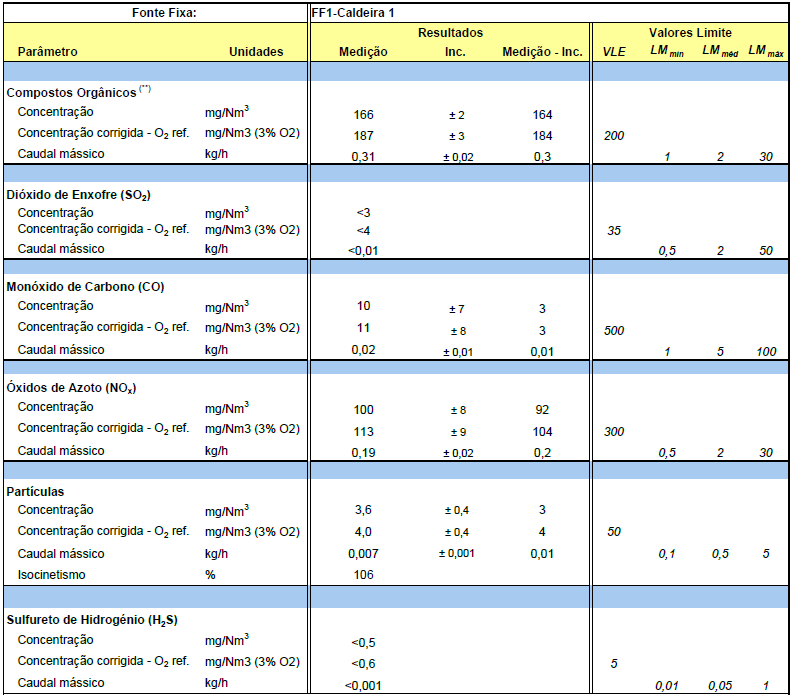 Fonte Fixa: FF1-Caldeira 1
Resultados Valores Limite
Parâmetro Unidades Medição Inc. Medição - Inc. VLE LM mín LM méd LM máx
Compostos Orgânicos (**)
Concentração mg/Nm3 166 ± 2 164
Concentração corrigida - O2 ref. mg/Nm3 (3% O2) 187 ± 3 184 200
Caudal mássico kg/h 0,31 ± 0,02 0,3 1 2 30
Dióxido de Enxofre (SO2)
Concentração mg/Nm3 <3
Concentração corrigida - O2 ref. mg/Nm3 (3% O2) <4 35
Caudal mássico kg/h <0,01 0,5 2 50
Monóxido de Carbono (CO)
Concentração mg/Nm3 10 ± 7 3
Concentração corrigida - O2 ref. mg/Nm3 (3% O2) 11 ± 8 3 500
Caudal mássico kg/h 0,02 ± 0,01 0,01 1 5 100
Óxidos de Azoto (NOx)
Concentração mg/Nm3 100 ± 8 92
Concentração corrigida - O2 ref. mg/Nm3 (3% O2) 113 ± 9 104 300
Caudal mássico kg/h 0,19 ± 0,02 0,2 0,5 2 30
Partículas
Concentração mg/Nm3 3,6 ± 0,4 3
Concentração corrigida - O2 ref. mg/Nm3 (3% O2) 4,0 ± 0,4 4 50
Caudal mássico kg/h 0,007 ± 0,001 0,01 0,1 0,5 5
Isocinetismo % 106
Sulfureto de Hidrogénio (H2S)
Concentração mg/Nm3 <0,5
Concentração corrigida - O2 ref. mg/Nm3 (3% O2) <0,6 5
Caudal mássico kg/h <0,001 0,01 0,05 1